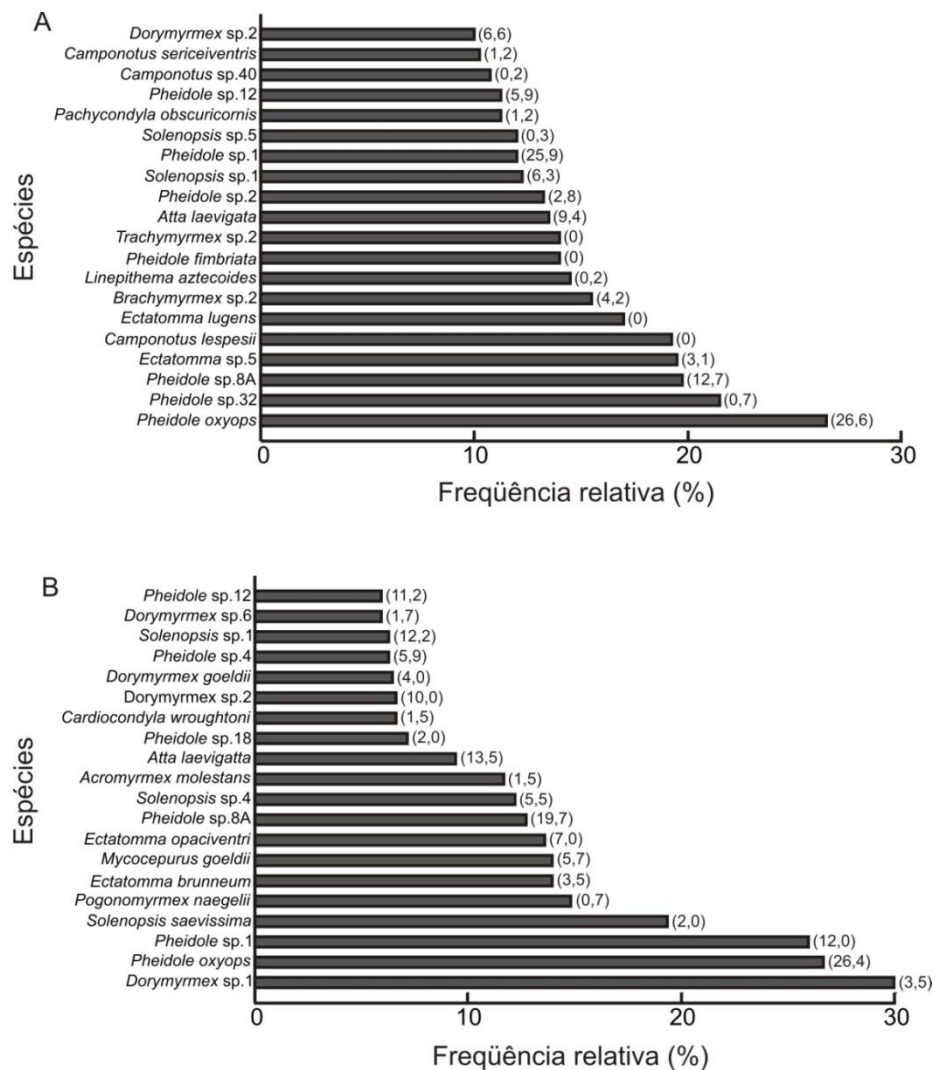 A
Espécies
Dorymyrmex sp.2 (6,6)
Camponotus sericeiventris (1,2)
Camponotus sp.40 (0,2)
Pheidole sp.12 (5,9)
Pachycondyla obscuricornis (1,2)
Solenopsis sp.5 (0,3)
Pheidole sp.1 (25,9)
Solenopsis sp.1 (6,3)
Pheidole sp.2 (2,8)
Atta laevigata (9,4)
Trachymyrmex sp.2 (0)
Pheidole fimbriata (0)
Linepithema aztecoides (0,2)
Brachymyrmex sp.2 (4,2)
Ectatomma lugens (0)
Camponotus lespesii (0)
Ectatomma sp.5 (3,1)
Pheidole sp.8A (12,7)
Pheidole sp.32 (0,7)
Pheidole oxyops (26,6)
0 10 20 30
Freqüência relativa (%)
B
Espécies
Pheidole sp.12 (11,2)
Dorymyrmex sp.6 (1,7)
Solenopsis sp.1 (12,2)
Pheidole sp.4 (5,9)
Dorymyrmex goeldii (4,0)
Dorymyrmex sp.2 (10,0)
Cardiocondyla wroughtoni (1,5)
Pheidole sp.18 (2,0)
Atta laevigatta (13,5)
Acromyrmex molestans (1,5)
Solenopsis sp.4 (5,5)
Pheidole sp.8A (19,7)
Ectatomma opaciventri (7,0)
Mycocepurus goeldii (5,7)
Ectatomma brunneum (3,5)
Pogonomyrmex naegelii (0,7)
Solenopsis saevissima (2,0)
Pheidole sp.1 (12,0)
Pheidole oxyops (26,4)
Dorymyrmex sp.1 (3,5)
0 10 20 30
Freqüência relativa (%)